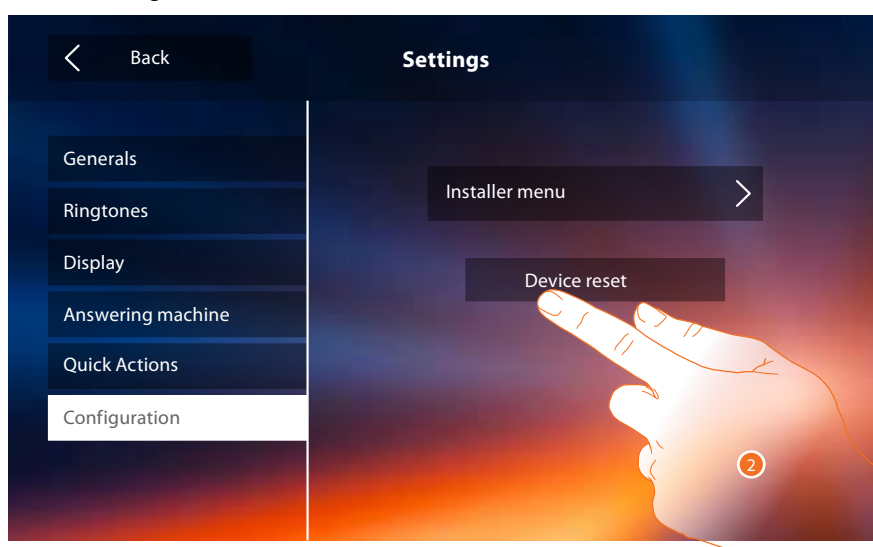 Back
Settings
Generals
Ringtones
Display
Answering machine
Quick Actions
Configuration
Installer menu
Device reset
2